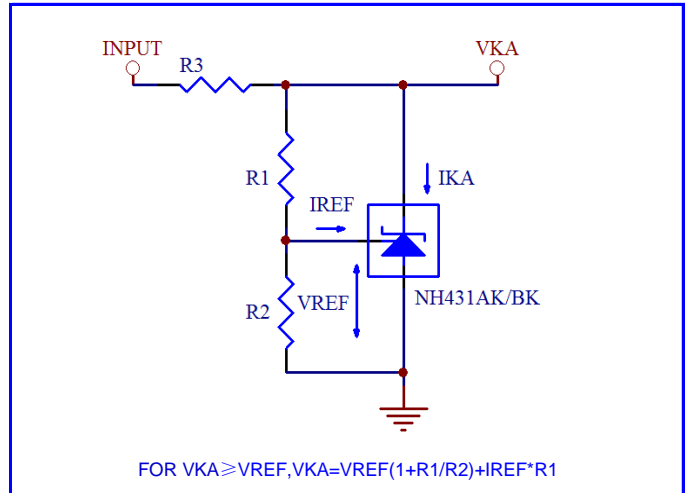 INPUT
VKA
R3
R1
IKA
IREF
R2
VREF
NH431AK/BK
FOR VKA≥VREF,VKA=VREF(1+R1/R2)+IREF*R1